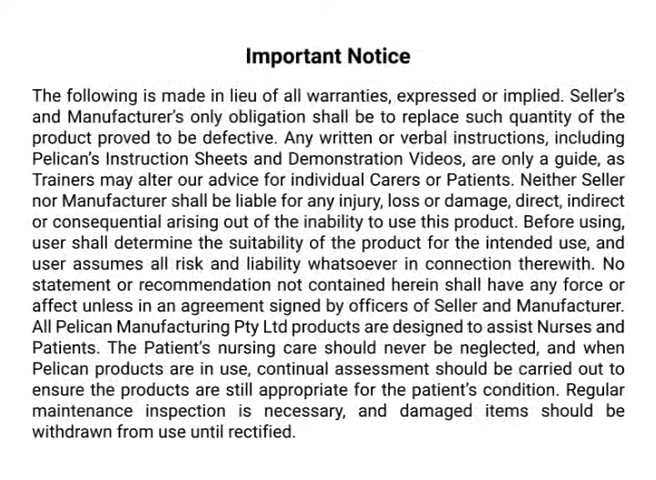 Important Notice
The following is made in lieu of all warranties, expressed or implied. Seller's
and Manufacturer's only obligation shall be to replace such quantity of the
product proved to be defective. Any written or verbal instructions, including
Pelican's Instruction Sheets and Demonstration Videos, are only a guide, as
Trainers may alter our advice for individual Carers or Patients. Neither Seller
nor Manufacturer shall be liable for any injury, loss or damage, direct, indirect
or consequential arising out of the inability to use this product. Before using,
user shall determine the suitability of the product for the intended use, and
user assumes all risk and liability whatsoever in connection therewith. No
statement or recommendation not contained herein shall have any force or
affect unless in an agreement signed by officers of Seller and Manufacturer.
All Pelican Manufacturing Pty Ltd products are designed to assist Nurses and
Patients. The Patient's nursing care should never be neglected, and when
Pelican products are in use, continual assessment should be carried out to
ensure the products are still appropriate for the patient's condition. Regular
maintenance inspection is necessary, and damaged items should be
withdrawn from use until rectified.